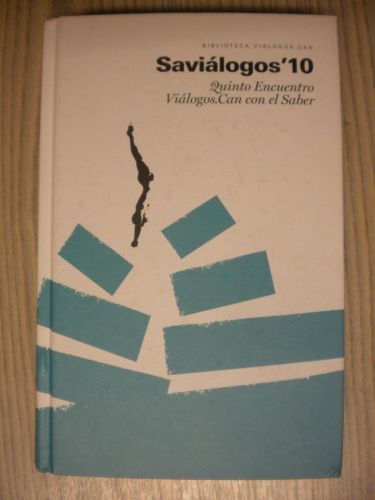 BIBLIOTECA VIÁLOGOS.CAN
Saviálogos'10
Quinto Encuentro
Viálogos.Can con el Saber